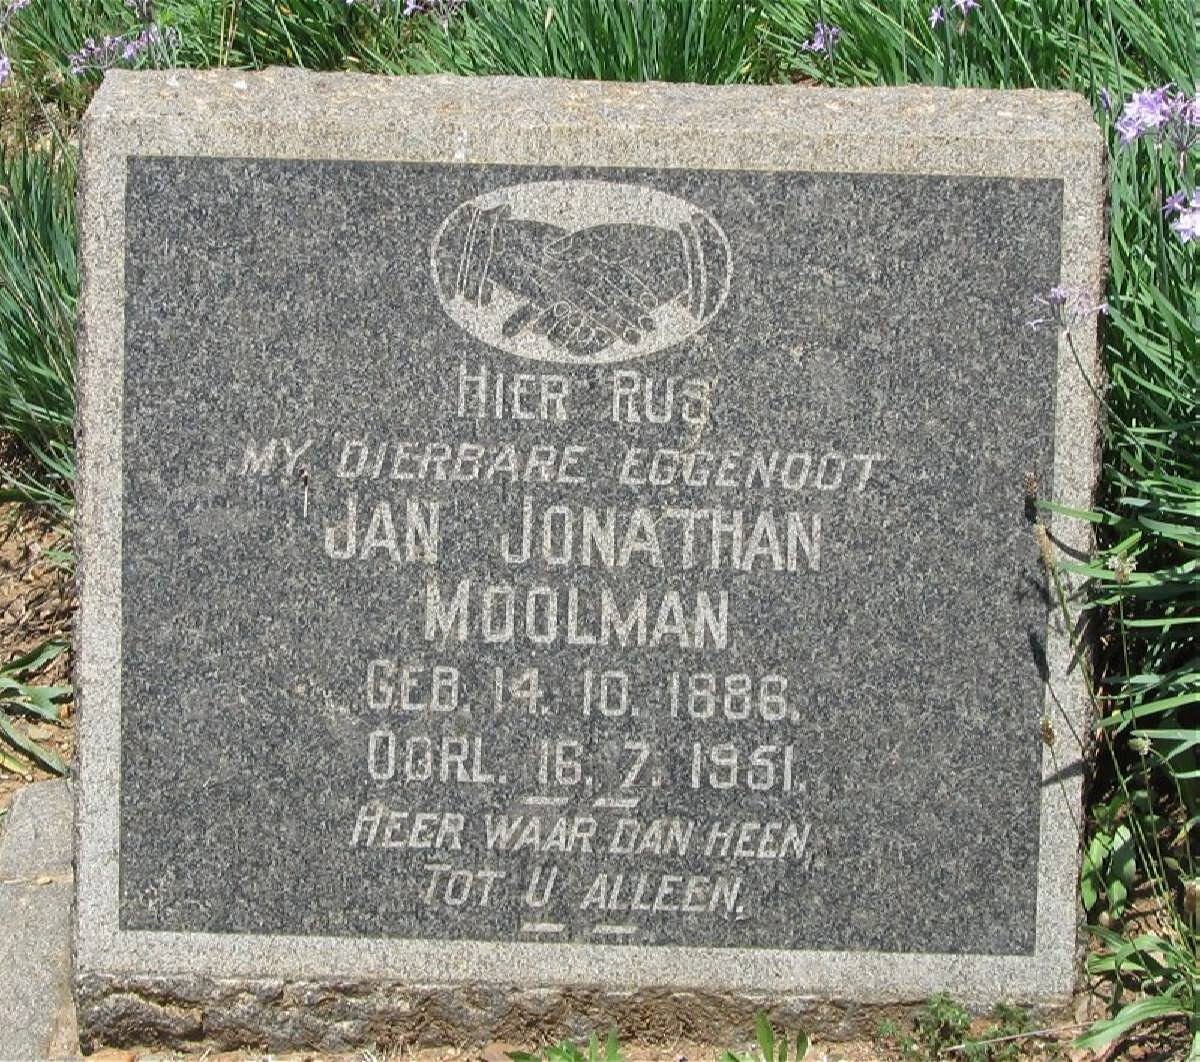 HIER RUS
MY DIERBARE EGGENOOT
JAN JONATHAN
MOOLMAN
GEB. 14. 10. 1886.
OORL. 16. 7. 1951.
HEER WAAR DAN HEEN,
TOT U ALLEEN.